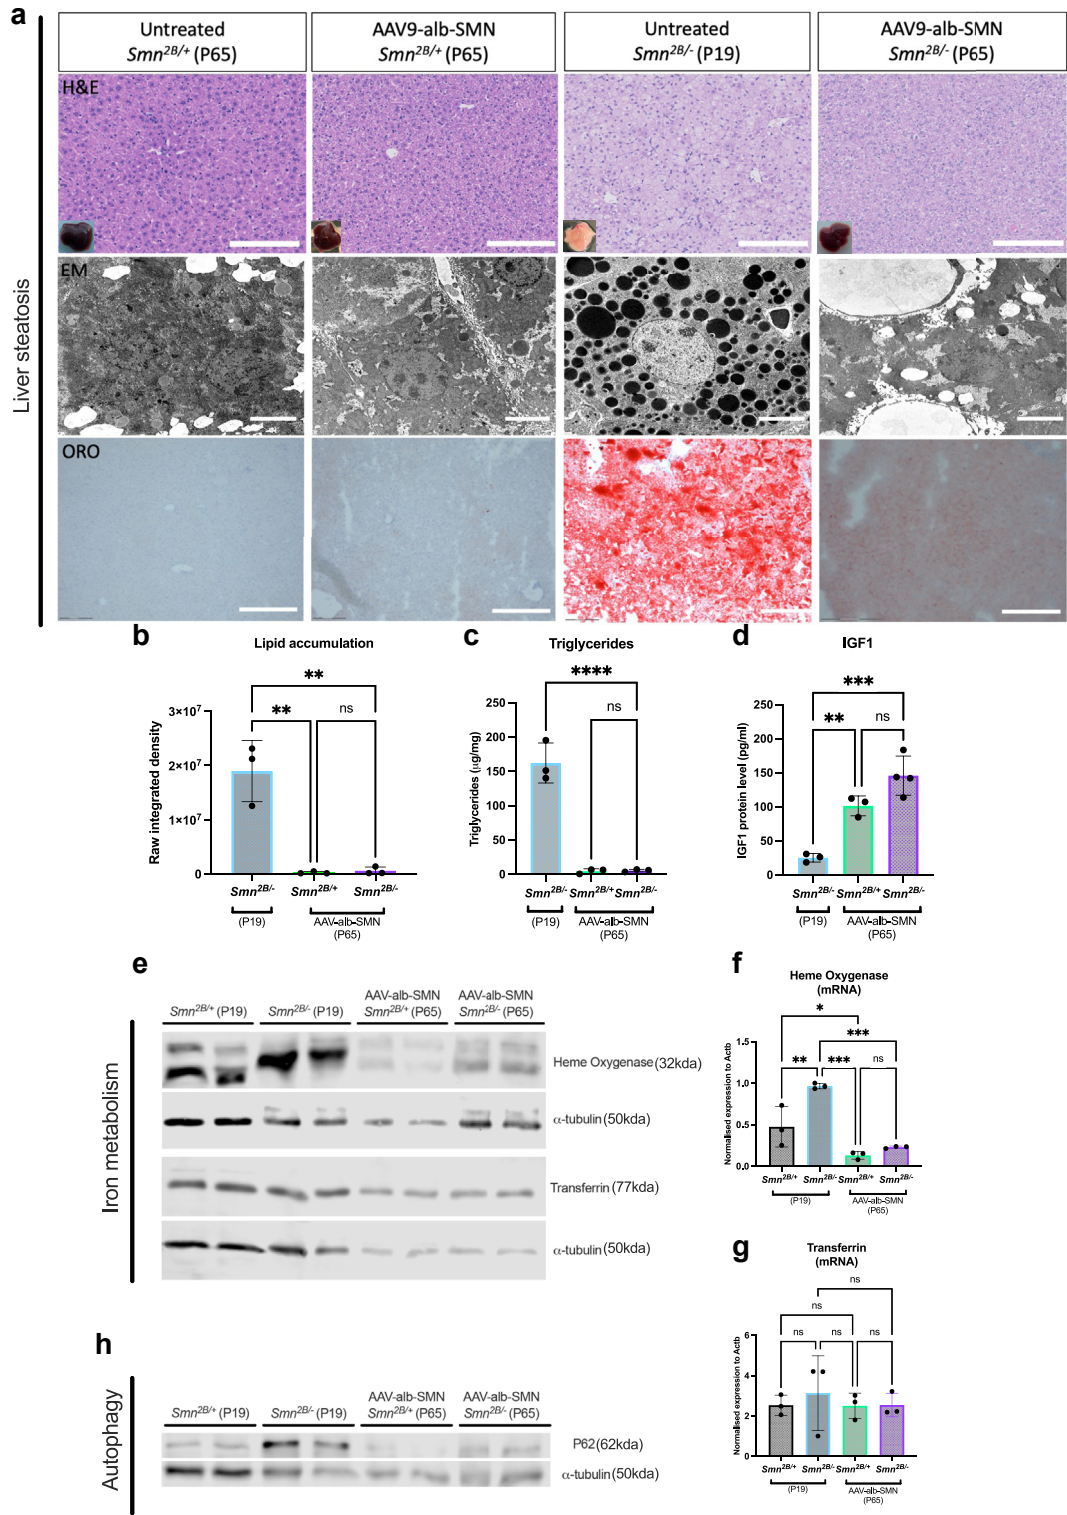 a
Untreated
Smn2B/+ (P65)
AAV9-alb-SMN
Smn2B/+ (P65)
Untreated
Smn2B/- (P19)
AAV9-alb-SMN
Smn2B/- (P65)
Liver steatosis
H&E
EM
ORO
b
Lipid accumulation
**
**
ns
Raw integrated density
3×10⁷
2×10⁷
1×10⁷
0
Smn2B/-
Smn2B/+
Smn2B/-
(P19)
AAV-alb-SMN
(P65)
c
Triglycerides
****
ns
Triglycerides (μg/mg)
250
200
150
100
50
0
Smn2B/-
Smn2B/+
Smn2B/-
(P19)
AAV-alb-SMN
(P65)
d
IGF1
***
**
ns
IGF1 protein level (pg/ml)
250
200
150
100
50
0
Smn2B/-
Smn2B/+
Smn2B/-
(P19)
AAV-alb-SMN
(P65)
e
Iron metabolism
Smn2B/+ (P19)
Smn2B/- (P19)
AAV-alb-SMN
Smn2B/+ (P65)
AAV-alb-SMN
Smn2B/- (P65)
Heme Oxygenase(32kda)
α-tubulin(50kda)
Transferrin(77kda)
α-tubulin(50kda)
f
Heme Oxygenase
(mRNA)
*
***
**
***
ns
Normalised expression to Actb
1.5
1.0
0.5
0.0
Smn2B/+
Smn2B/-
Smn2B/+
Smn2B/-
(P19)
AAV-alb-SMN
(P65)
g
Transferrin
(mRNA)
ns
ns
ns
ns
ns
Normalised expression to Actb
6
4
2
0
Smn2B/+
Smn2B/-
Smn2B/+
Smn2B/-
(P19)
AAV-alb-SMN
(P65)
h
Autophagy
Smn2B/+ (P19)
Smn2B/- (P19)
AAV-alb-SMN
Smn2B/+ (P65)
AAV-alb-SMN
Smn2B/- (P65)
P62(62kda)
α-tubulin(50kda)